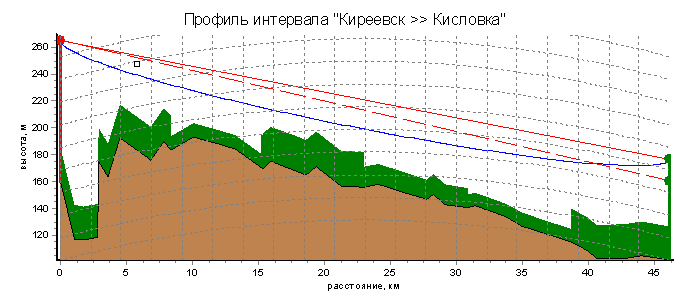 Профиль интервала "Киреевск >> Кисловка"
высота, м
260
240
220
200
180
160
140
120
0 5 10 15 20 25 30 35 40 45
расстояние, км